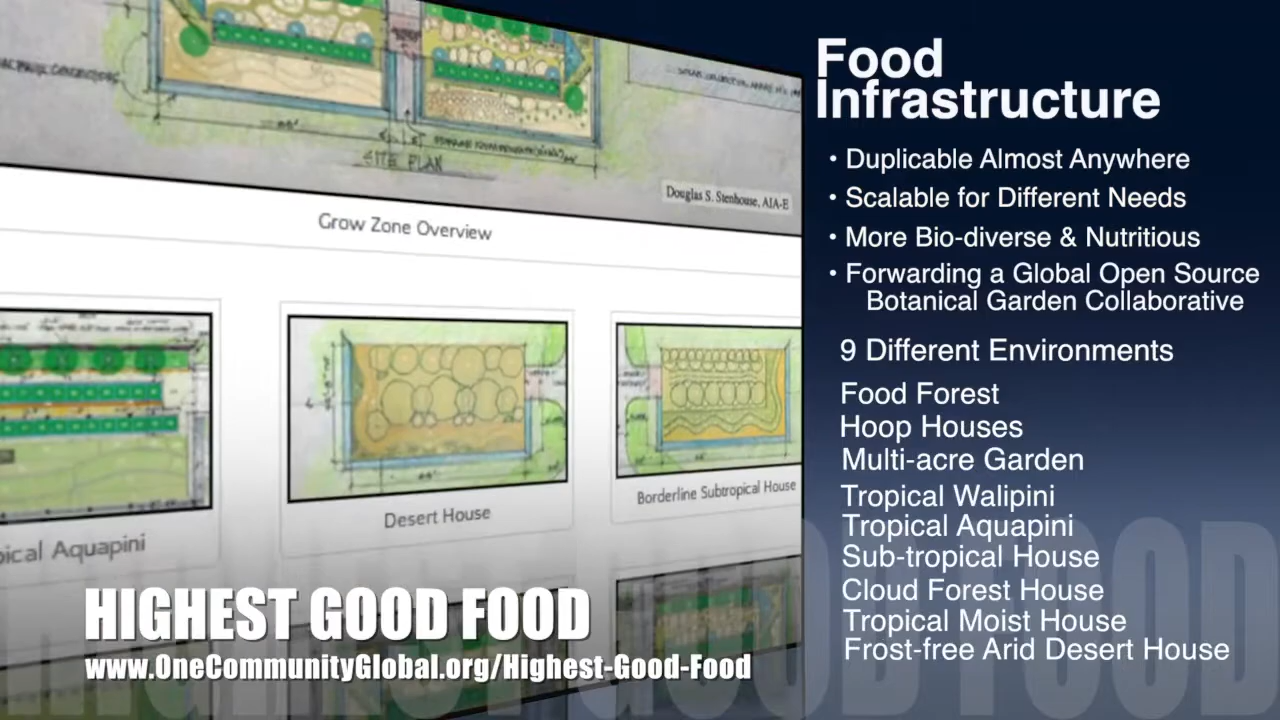 SITE PLAN
Douglas S. Stenhouse, AIA-E
Grow Zone Overview
Desert House
Borderline Subtropical House
Aquapini
HIGHEST GOOD FOOD
www.OneCommunityGlobal.org/Highest-Good-Food
Food
Infrastructure
• Duplicable Almost Anywhere
• Scalable for Different Needs
• More Bio-diverse & Nutritious
• Forwarding a Global Open Source
Botanical Garden Collaborative
9 Different Environments
Food Forest
Hoop Houses
Multi-acre Garden
Tropical Walipini
Tropical Aquapini
Sub-tropical House
Cloud Forest House
Tropical Moist House
Frost-free Arid Desert House